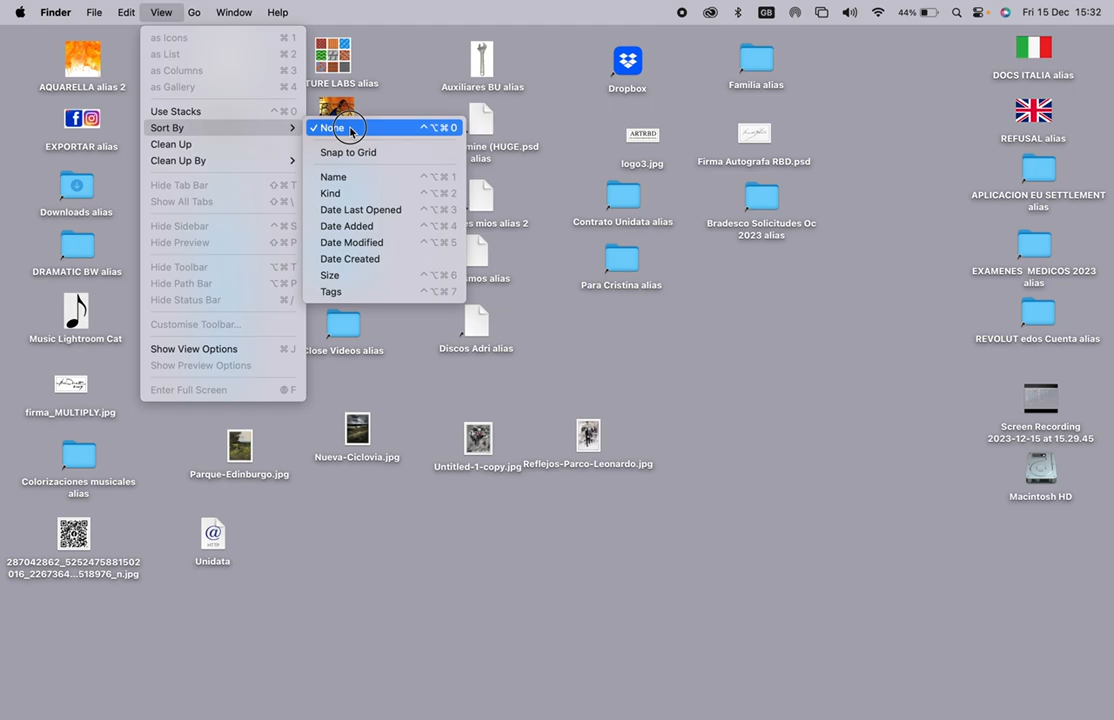 Finder File Edit View Go Window Help 44% Fri 15 Dec 15:32
GB
as Icons ⌘ 1
as List ⌘ 2
as Columns ⌘ 3
as Gallery ⌘ 4
Use Stacks ^⌘ 0
Sort By >
Clean Up
Clean Up By >
Hide Tab Bar ⇧⌘ T
Show All Tabs ⇧⌘ \
Hide Sidebar ^⌘ S
Hide Preview ⇧⌘ P
Hide Toolbar ⌥⌘ T
Hide Path Bar ⌥⌘ P
Hide Status Bar ⌘ /
Customise Toolbar...
Show View Options ⌘ J
Show Preview Options
Enter Full Screen F
✓ None ^⌥⌘ 0
Snap to Grid
Name ^⌥⌘ 1
Kind ^⌥⌘ 2
Date Last Opened ^⌥⌘ 3
Date Added ^⌥⌘ 4
Date Modified ^⌥⌘ 5
Date Created
Size ^⌥⌘ 6
Tags ^⌥⌘ 7
AQUARELLA alias 2
EXPORTAR alias
Downloads alias
DRAMATIC BW alias
Music Lightroom Cat
firma_MULTIPLY.jpg
Colorizaciones musicales
alias
287042862_5252475881502
016_2267364...518976_n.jpg
@
HTTP
Unidata
Parque-Edinburgo.jpg
TURE LABS alias
lose Videos alias
Nueva-Ciclovia.jpg
Auxiliares BU alias
mine (HUGE.psd
alias
s mios alias 2
smos alias
Discos Adri alias
Untitled-1-copy.jpg
Reflejos-Parco-Leonardo.jpg
Dropbox
ARTRBD
logo3.jpg
Contrato Unidata alias
Para Cristina alias
Familia alias
Firma Autografa RBD.psd
Bradesco Solicitudes Oc
2023 alias
DOCS ITALIA alias
REFUSAL alias
APLICACION EU SETTLEMENT
alias
EXAMENES MEDICOS 2023
alias
REVOLUT edos Cuenta alias
Screen Recording
2023-12-15 at 15.29.45
Macintosh HD